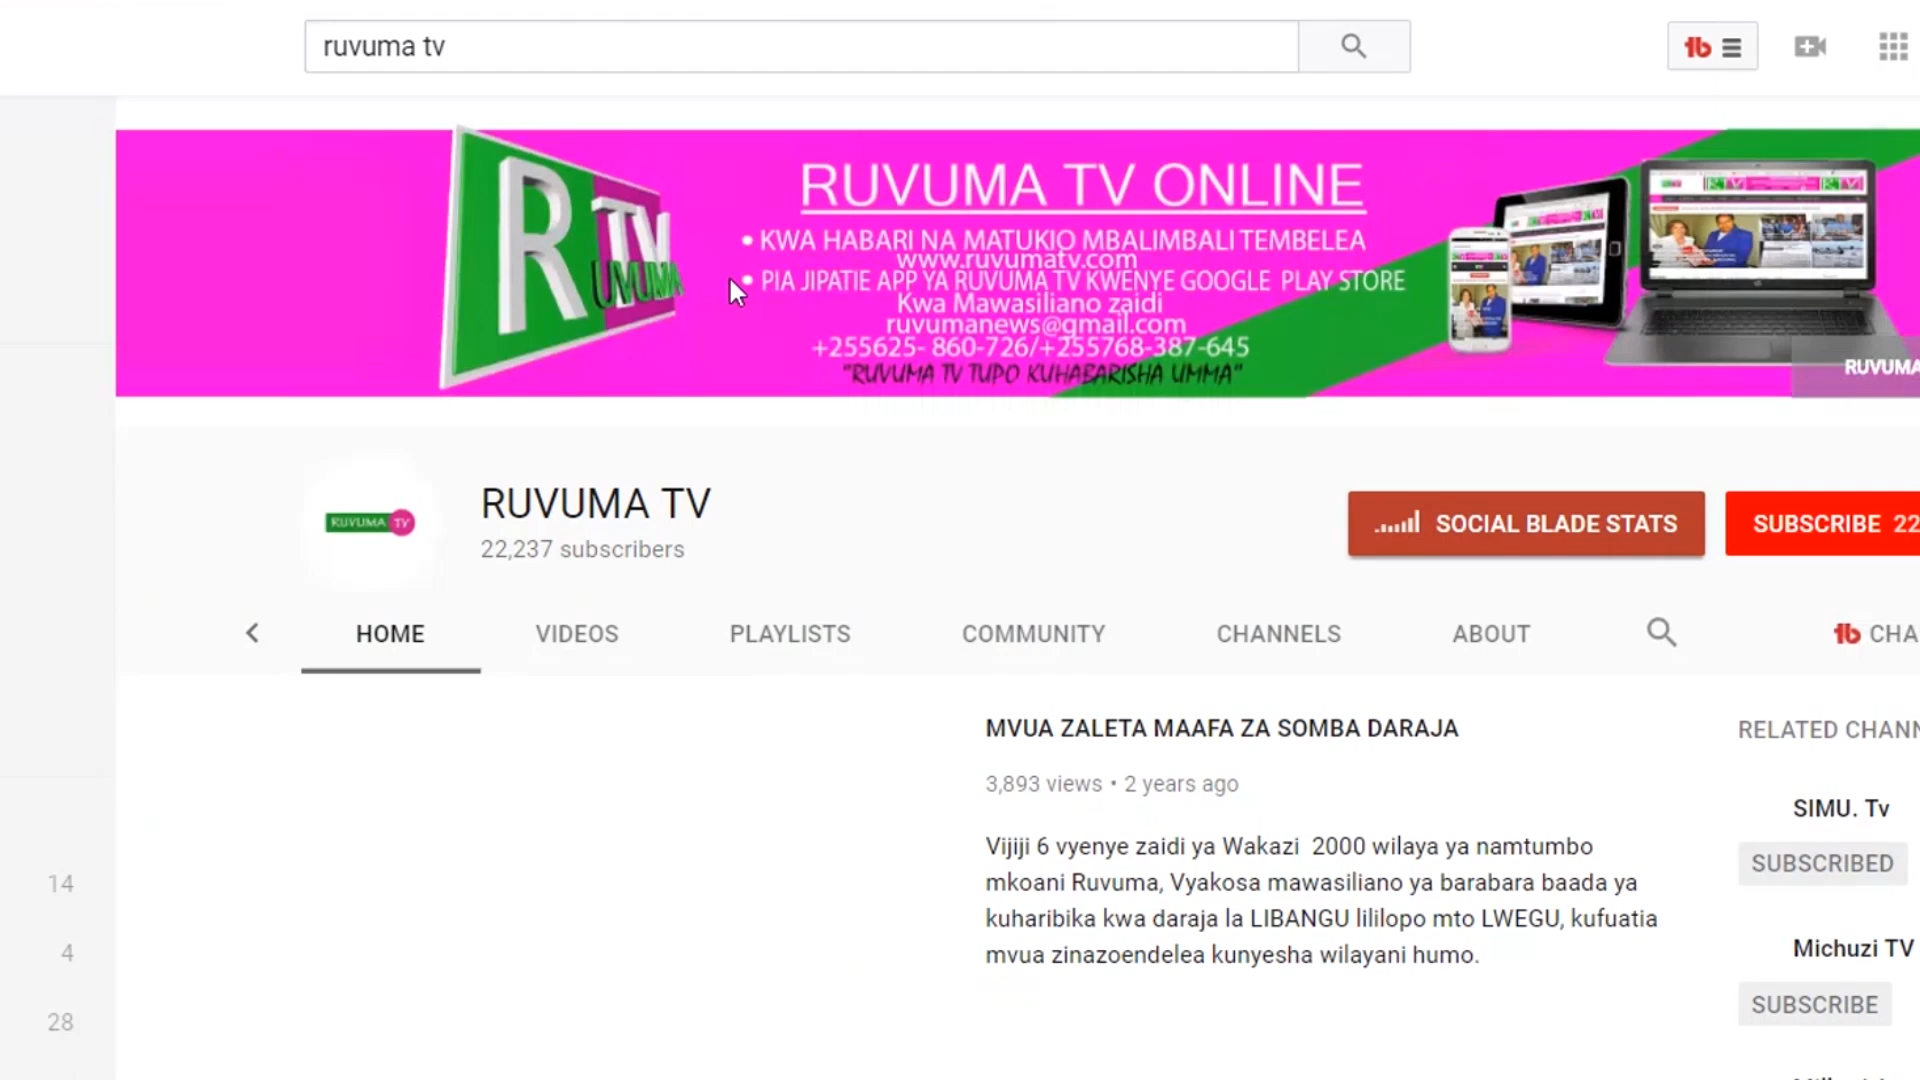 ruvuma tv
RUVUMA TV ONLINE
• KWA HABARI NA MATUKIO MBALIMBALI TEMBELEA
www.ruvumatv.com
• PIA JIPATIE APP YA RUVUMA TV KWENYE GOOGLE PLAY STORE
Kwa Mawasiliano zaidi
ruvumanews@gmail.com
+255625- 860-726/+255768-387-645
"RUVUMA TV TUPO KUHABARISHA UMMA"
R TV
UVUMA
RUVUMA
RUVUMA TV
RUVUMA TV
22,237 subscribers
SOCIAL BLADE STATS
SUBSCRIBE 22
HOME
VIDEOS
PLAYLISTS
COMMUNITY
CHANNELS
ABOUT
CHA
MVUA ZALETA MAAFA ZA SOMBA DARAJA
3,893 views • 2 years ago
Vijiji 6 vyenye zaidi ya Wakazi 2000 wilaya ya namtumbo
mkoani Ruvuma, Vyakosa mawasiliano ya barabara baada ya
kuharibika kwa daraja la LIBANGU lililopo mto LWEGU, kufuatia
mvua zinazoendelea kunyesha wilayani humo.
RELATED CHANN
SIMU. Tv
SUBSCRIBED
Michuzi TV
SUBSCRIBE
14
4
28